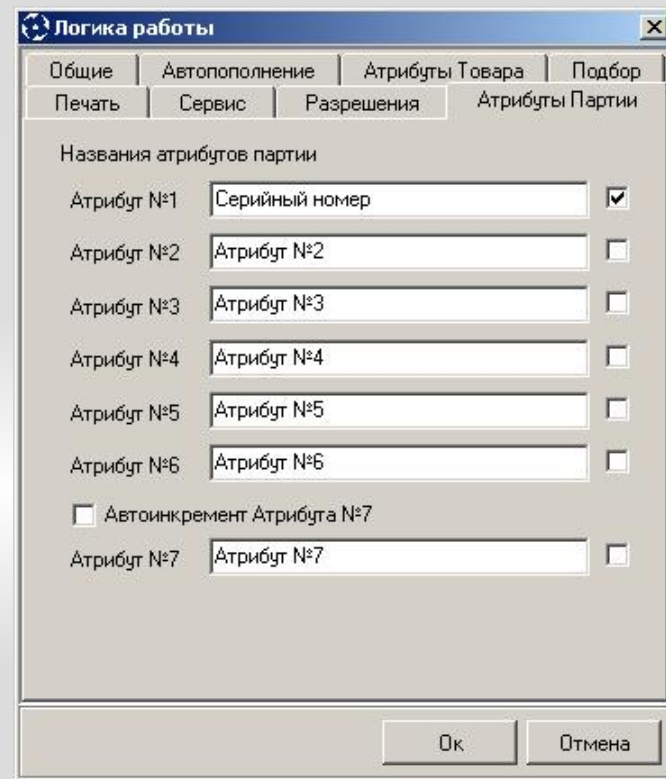 Логика работы
Общие Автопополнение Атрибуты Товара Подбор
Печать Сервис Разрешения Атрибуты Партии
Названия атрибутов партии
Атрибут №1 Серийный номер
Атрибут №2 Атрибут №2
Атрибут №3 Атрибут №3
Атрибут №4 Атрибут №4
Атрибут №5 Атрибут №5
Атрибут №6 Атрибут №6
Автоинкремент Атрибута №7
Атрибут №7 Атрибут №7
Ок Отмена